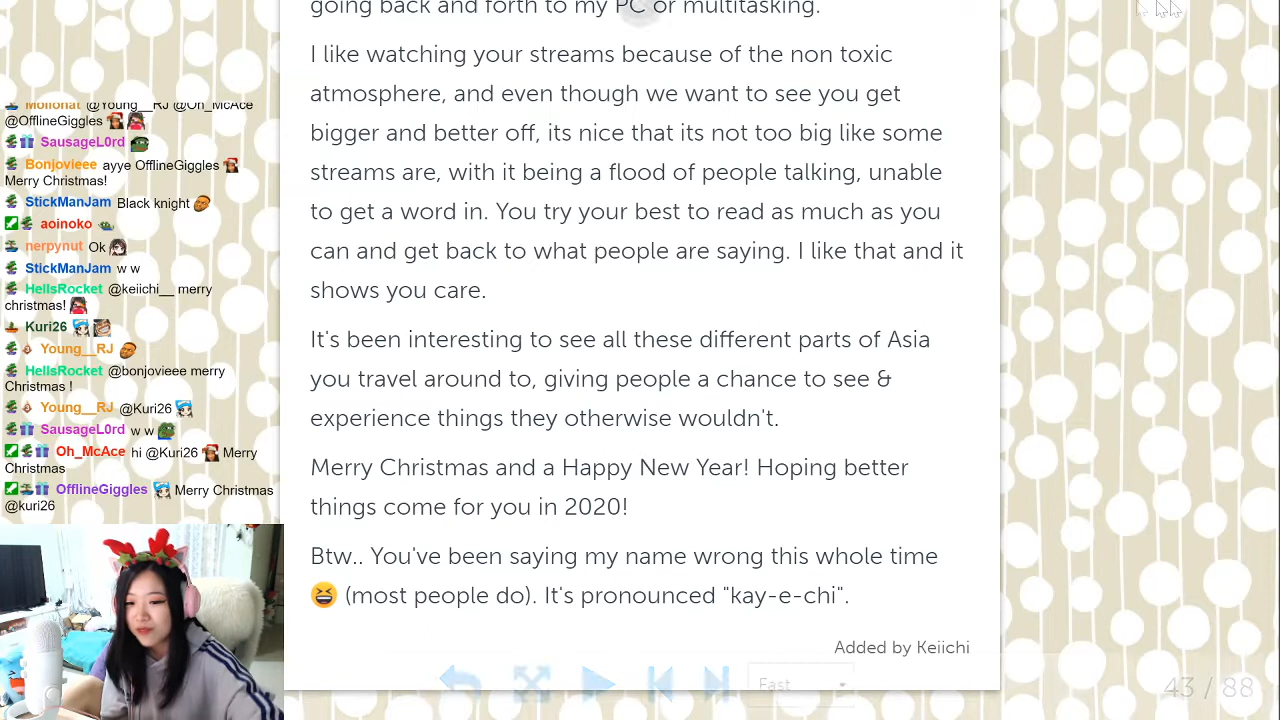 Mollohat @Young__RJ @Oh_McAce
@OfflineGiggles
SausageL0rd
Bonjovieee ayye OfflineGiggles
Merry Christmas!
StickManJam Black knight
aoinoko
nerpynut Ok
StickManJam w w
HellsRocket @keiichi__ merry
christmas!
Kuri26
Young__RJ
HellsRocket @bonjovieee merry
Christmas !
Young__RJ @Kuri26
SausageL0rd w w
Oh_McAce hi @Kuri26 Merry
Christmas
OfflineGiggles Merry Christmas
@kuri26
going back and forth to my PC or multitasking.
I like watching your streams because of the non toxic
atmosphere, and even though we want to see you get
bigger and better off, its nice that its not too big like some
streams are, with it being a flood of people talking, unable
to get a word in. You try your best to read as much as you
can and get back to what people are saying. I like that and it
shows you care.
It's been interesting to see all these different parts of Asia
you travel around to, giving people a chance to see &
experience things they otherwise wouldn't.
Merry Christmas and a Happy New Year! Hoping better
things come for you in 2020!
Btw.. You've been saying my name wrong this whole time
😆 (most people do). It's pronounced "kay-e-chi".
Added by Keiichi
Fast
43 / 88